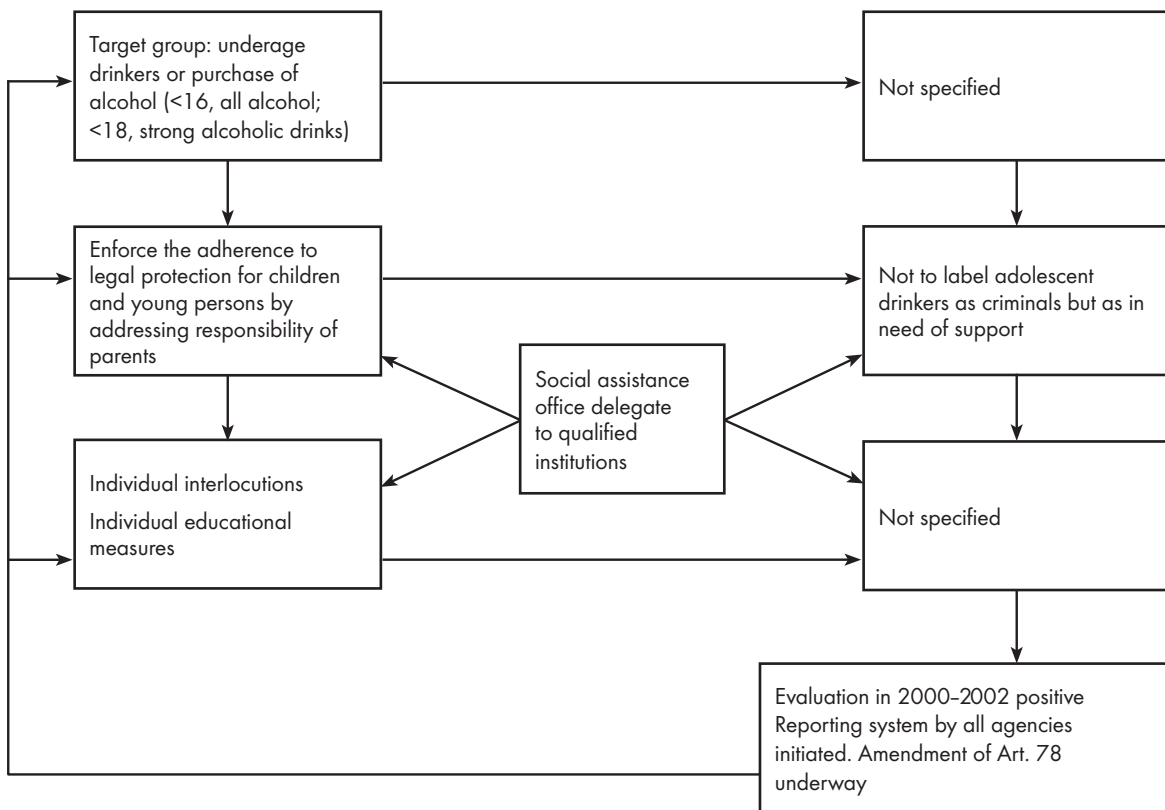 Target group: underage
drinkers or purchase of
alcohol (<16, all alcohol;
<18, strong alcoholic drinks)
Not specified
Enforce the adherence to
legal protection for children
and young persons by
addressing responsibility of
parents
Not to label adolescent
drinkers as criminals but as in
need of support
Social assistance
office delegate
to qualified
institutions
Individual interlocutions
Individual educational
measures
Not specified
Evaluation in 2000–2002 positive
Reporting system by all agencies
initiated. Amendment of Art. 78
underway